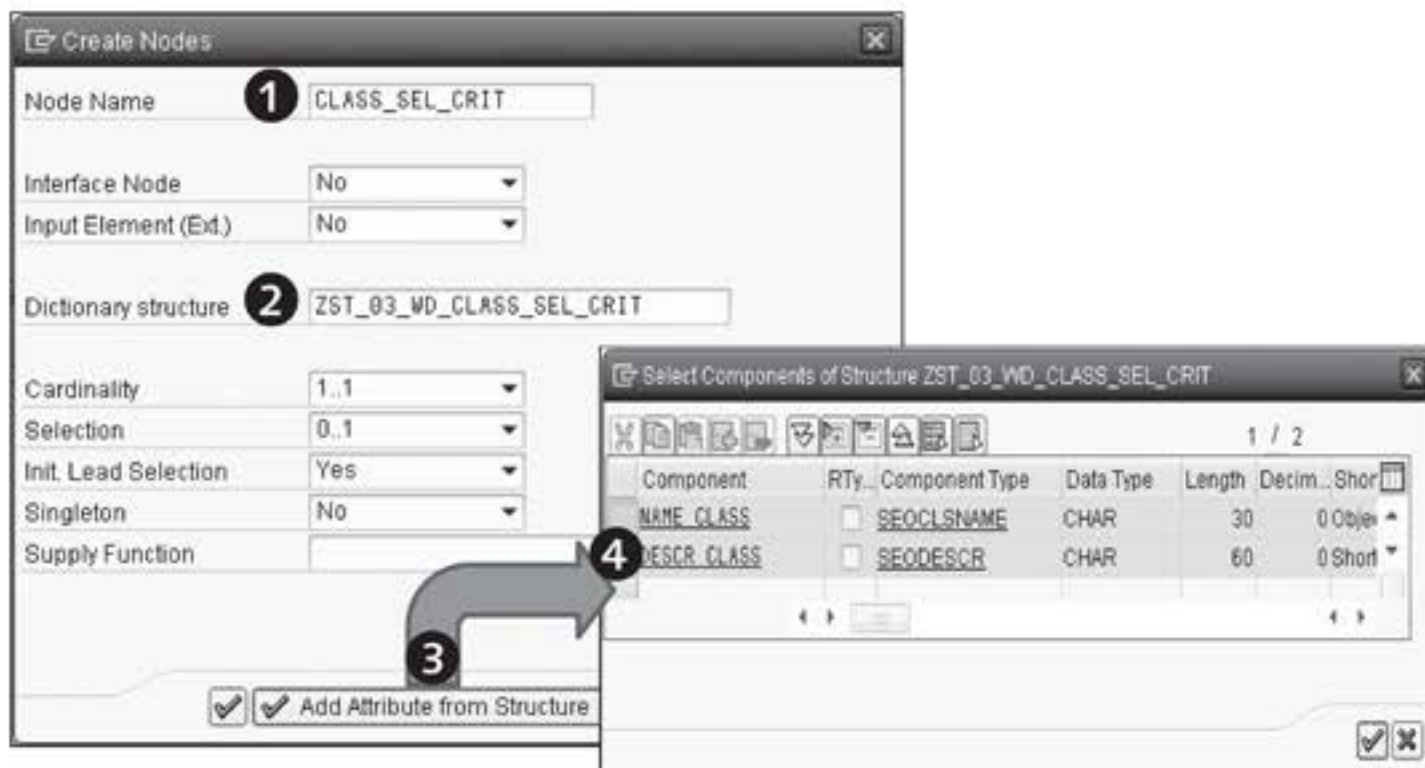 Create Nodes
Node Name 1 CLASS_SEL_CRIT
Interface Node No
Input Element (Ext.) No
Dictionary structure 2 ZST_03_WD_CLASS_SEL_CRIT
Cardinality 1..1
Selection 0..1
Init. Lead Selection Yes
Singleton No
Supply Function
3
Add Attribute from Structure
Select Components of Structure ZST_03_WD_CLASS_SEL_CRIT
1 / 2
Component RTy... Component Type Data Type Length Decim... Shor
NAME_CLASS SEOCLSNAME CHAR 30 0 Obje
4 DESCR_CLASS SEODESCR CHAR 60 0 Short